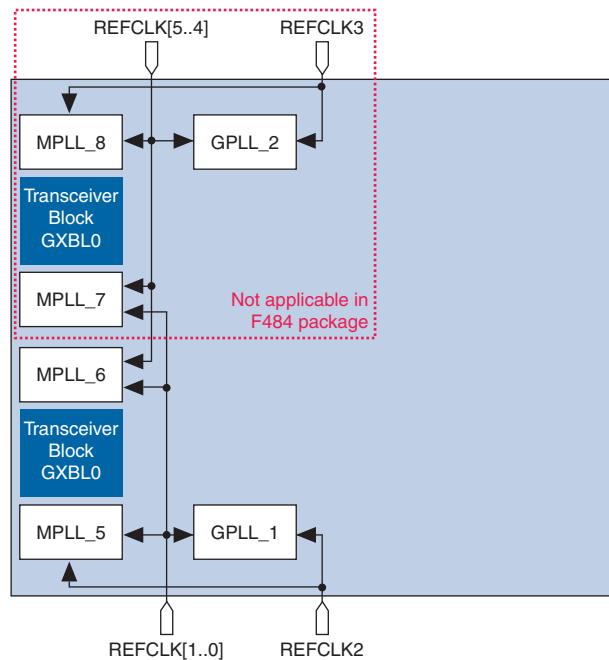 REFCLK[5..4]
REFCLK3
MPLL_8
GPLL_2
Transceiver
Block
GXBL0
MPLL_7
Not applicable in
F484 package
MPLL_6
Transceiver
Block
GXBL0
MPLL_5
GPLL_1
REFCLK[1..0]
REFCLK2